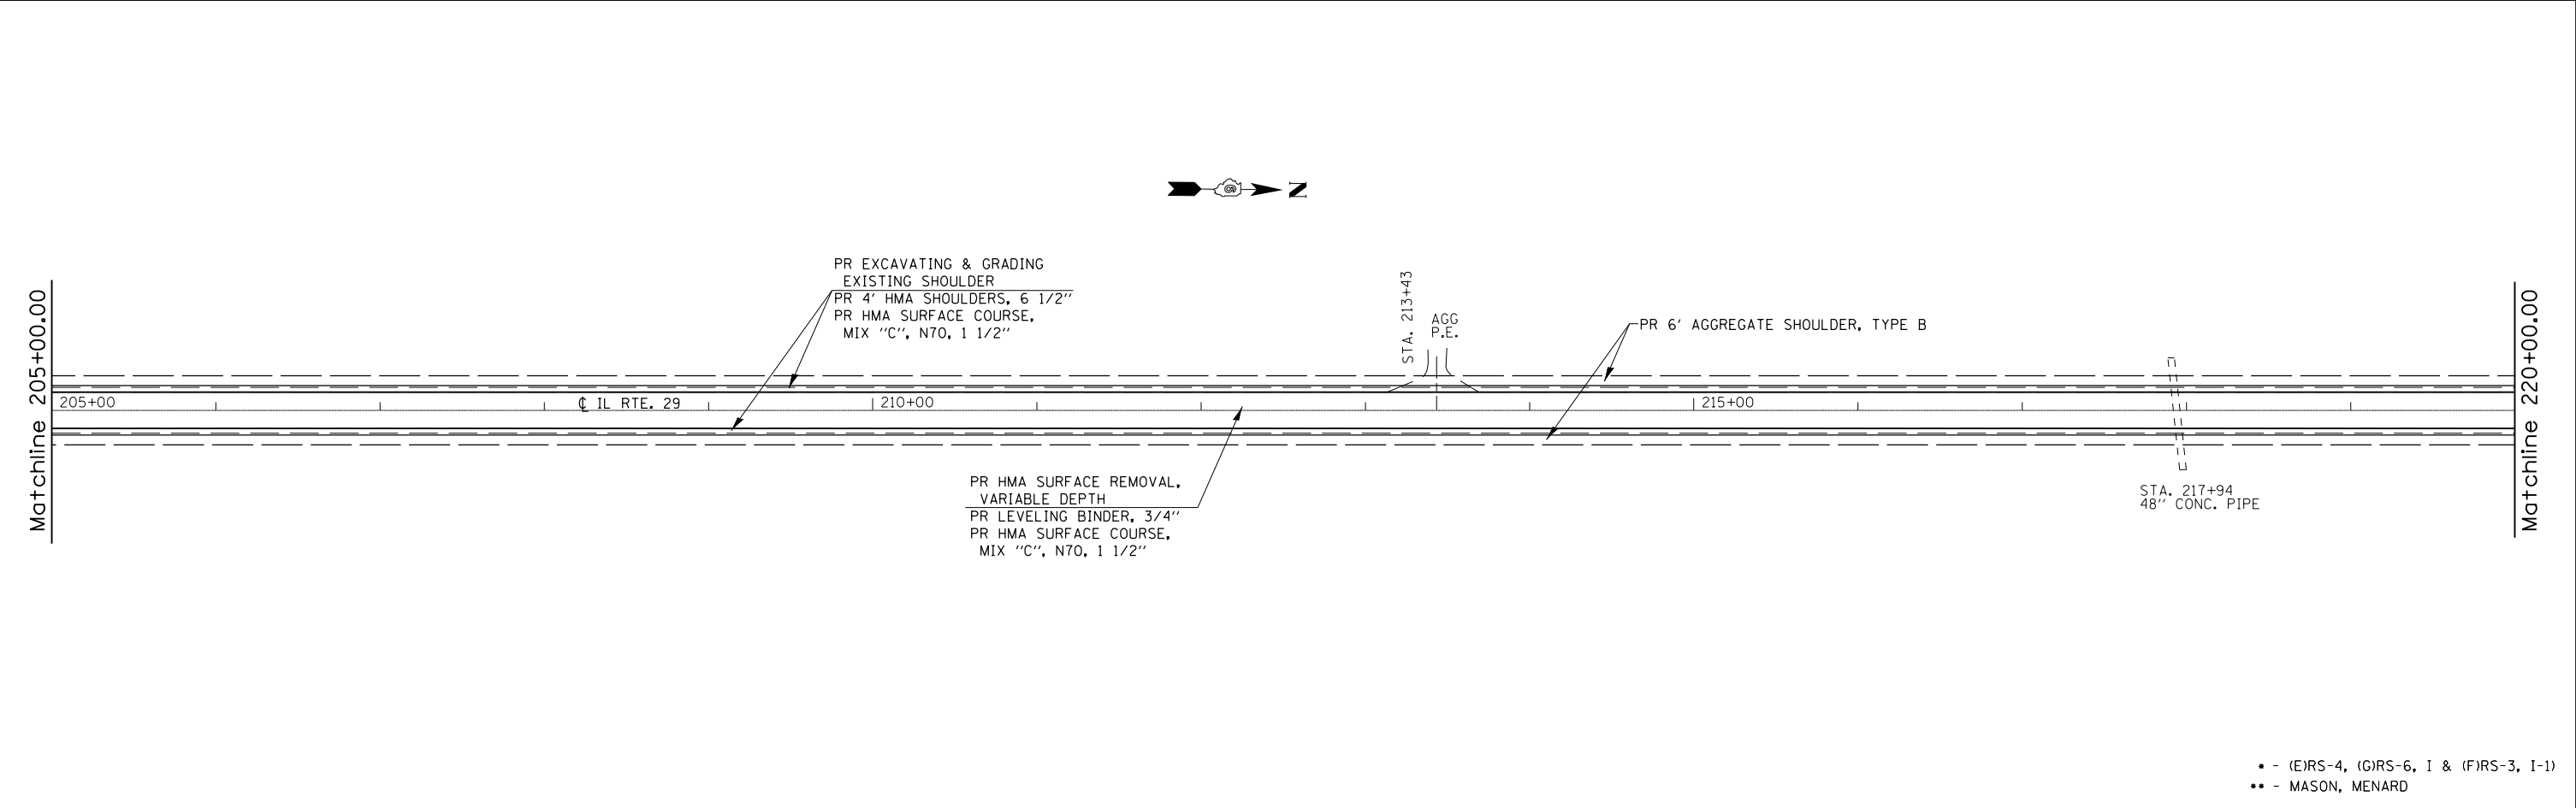 N
PR EXCAVATING & GRADING
EXISTING SHOULDER
PR 4' HMA SHOULDERS, 6 1/2"
PR HMA SURFACE COURSE,
MIX "C", N70, 1 1/2"
STA. 213+43
AGG
P.E.
PR 6' AGGREGATE SHOULDER, TYPE B
Matchline 205+00.00
205+00
℄ IL RTE. 29
210+00
215+00
Matchline 220+00.00
PR HMA SURFACE REMOVAL,
VARIABLE DEPTH
PR LEVELING BINDER, 3/4"
PR HMA SURFACE COURSE,
MIX "C", N70, 1 1/2"
STA. 217+94
48" CONC. PIPE
* - (E)RS-4, (G)RS-6, I & (F)RS-3, I-1)
** - MASON, MENARD